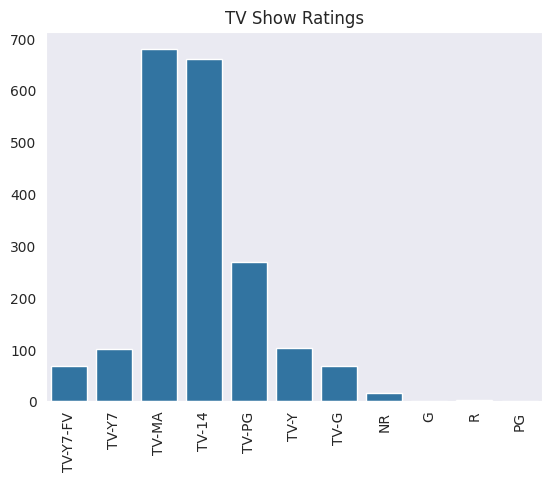 TV Show Ratings
700
600
500
400
300
200
100
0
TV-Y7-FV
TV-Y7
TV-MA
TV-14
TV-PG
TV-Y
TV-G
NR
G
R
PG